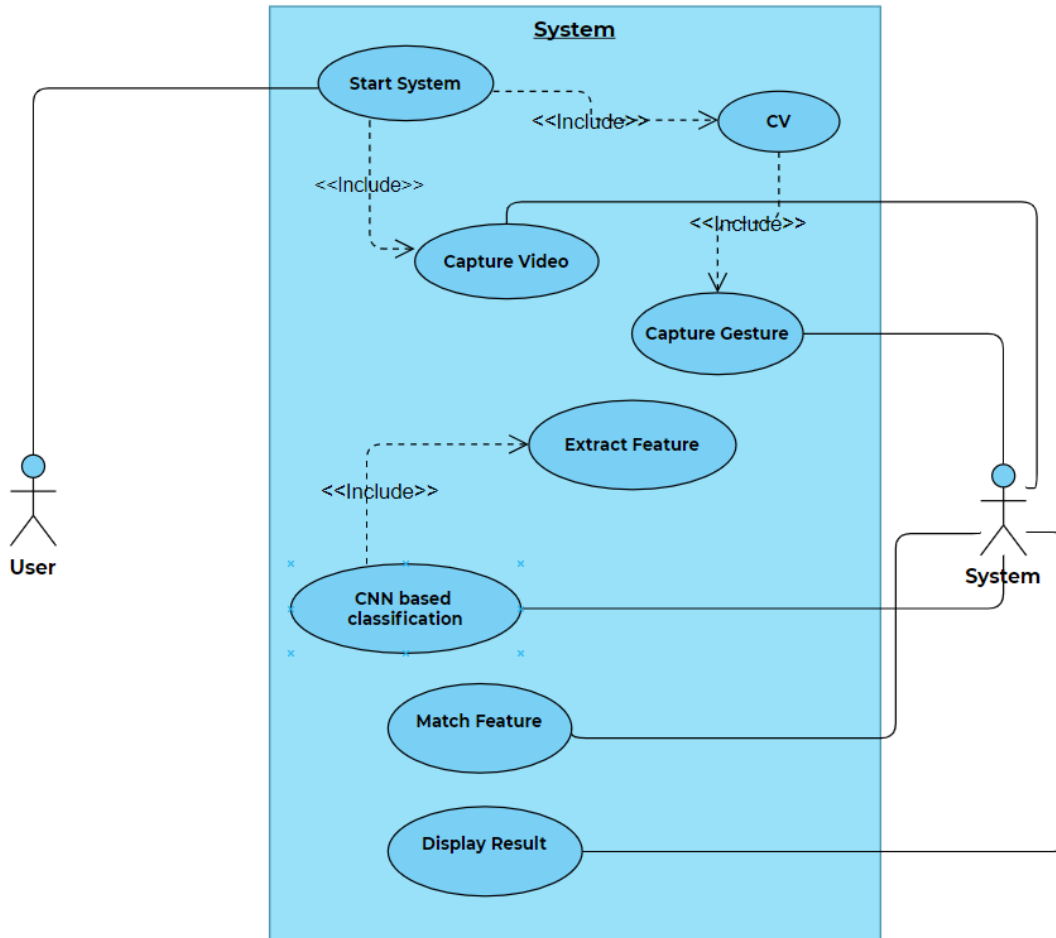 System
Start System
<<Include>>
CV
<<Include>>
<<Include>>
Capture Video
Capture Gesture
Extract Feature
<<Include>>
User
System
CNN based
classification
Match Feature
Display Result